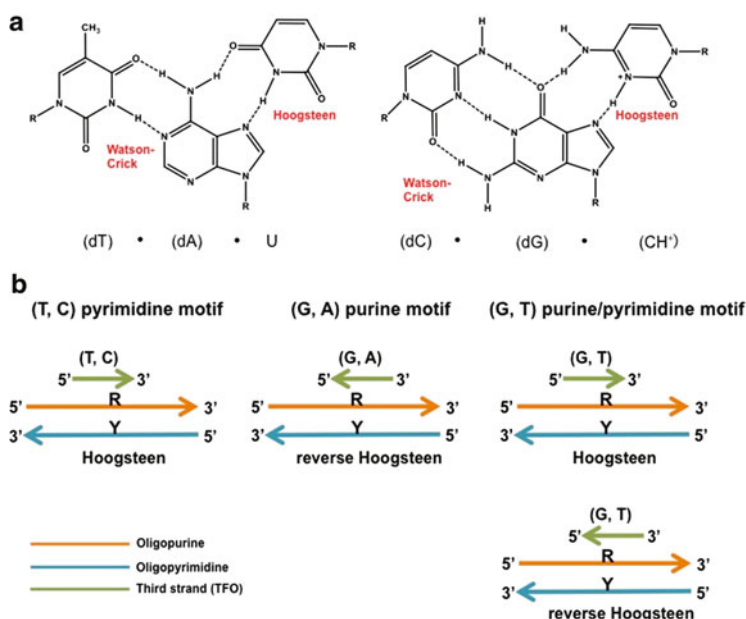 a
CH₃
O
H
H
O
N
R
N
N
H
N
H
N
O
R
O
Hoogsteen
Watson-
Crick
N
N
N
R
(dT) • (dA) • U
H
N
H
O
H
N
H
N⁺
R
N
N
R
O
H
N
H
N
O
Hoogsteen
Watson-
Crick
H
N
H
N
N
R
(dC) • (dG) • (CH⁺)
b
(T, C) pyrimidine motif
(T, C)
5’ 3’
R
5’ 3’
Y
3’ 5’
Hoogsteen
(G, A) purine motif
(G, A)
5’ 3’
R
5’ 3’
Y
3’ 5’
reverse Hoogsteen
(G, T) purine/pyrimidine motif
(G, T)
5’ 3’
R
5’ 3’
Y
3’ 5’
Hoogsteen
(G, T)
5’ 3’
R
5’ 3’
Y
3’ 5’
reverse Hoogsteen
Oligopurine
Oligopyrimidine
Third strand (TFO)